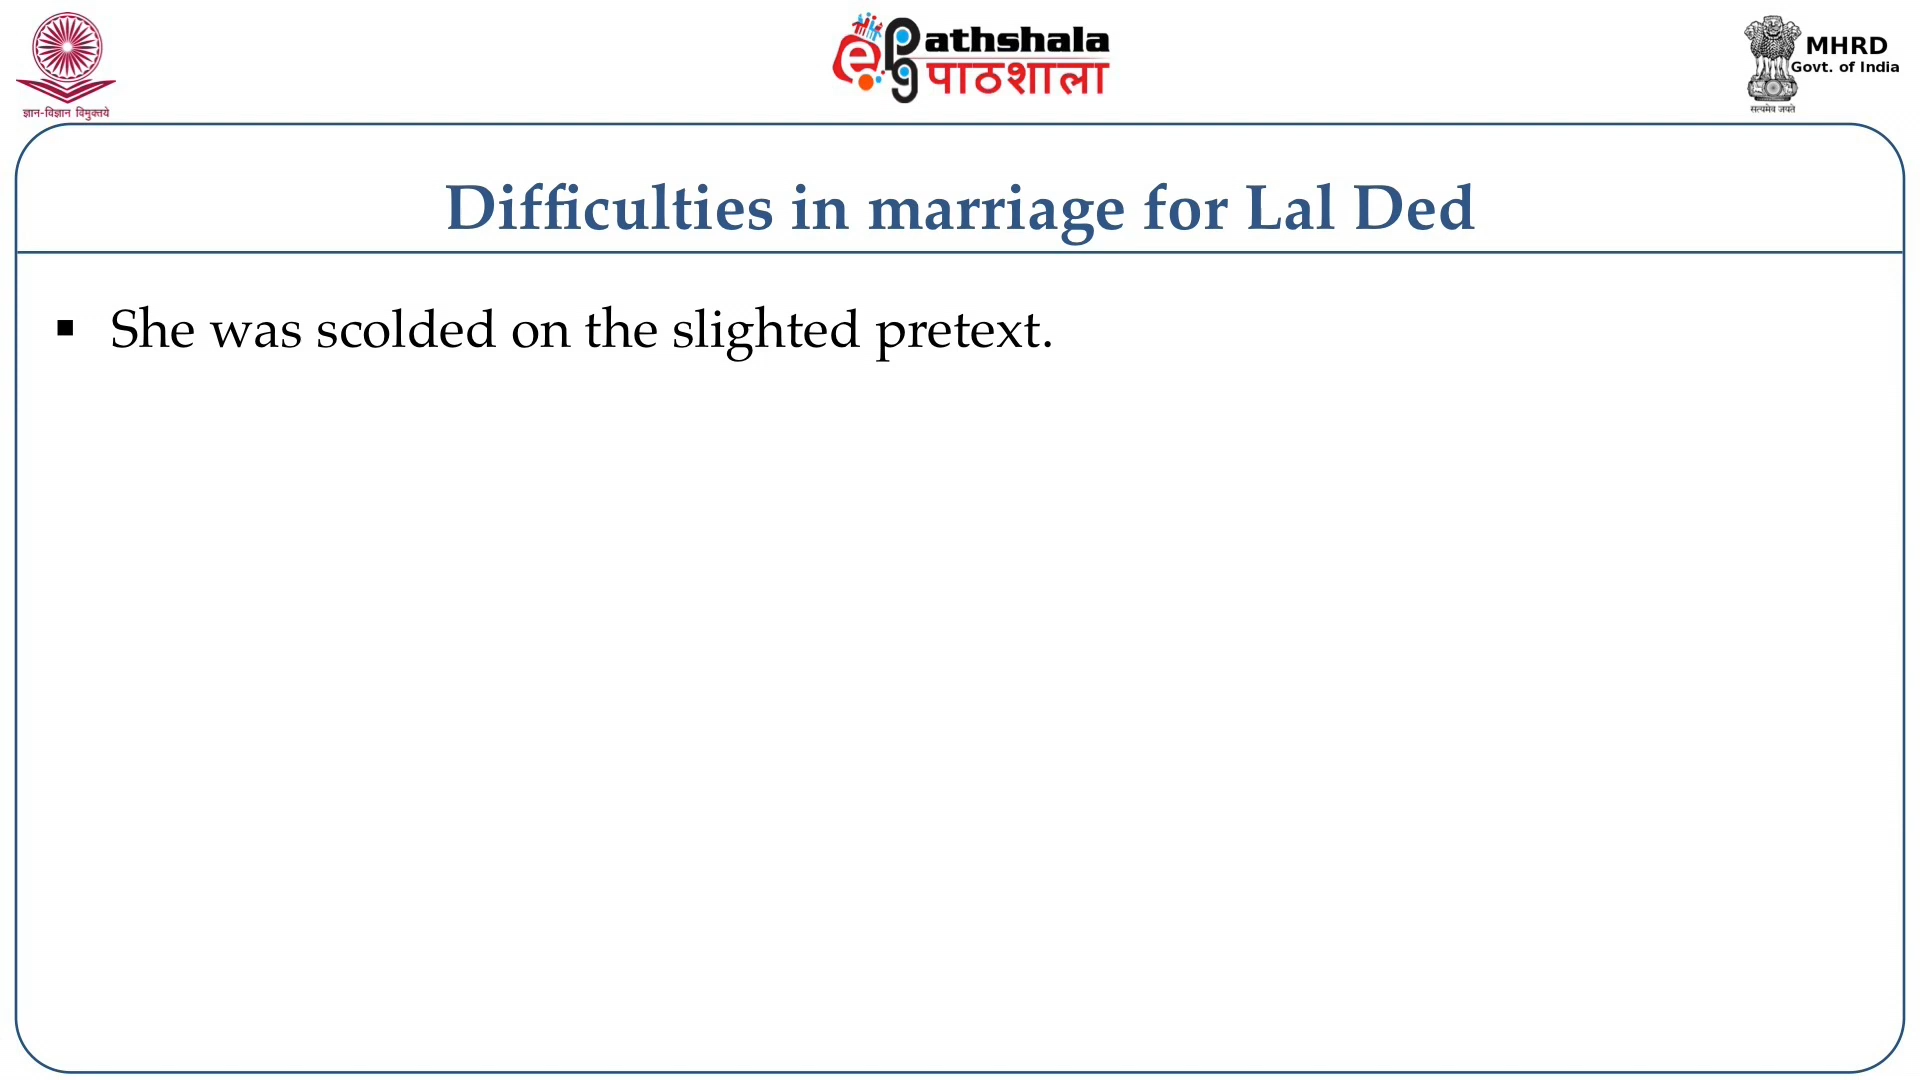 ज्ञान-विज्ञान विमुक्तये
e Pathshala
पाठशाला
MHRD
Govt. of India
सत्यमेव जयते
Difficulties in marriage for Lal Ded
▪ She was scolded on the slighted pretext.